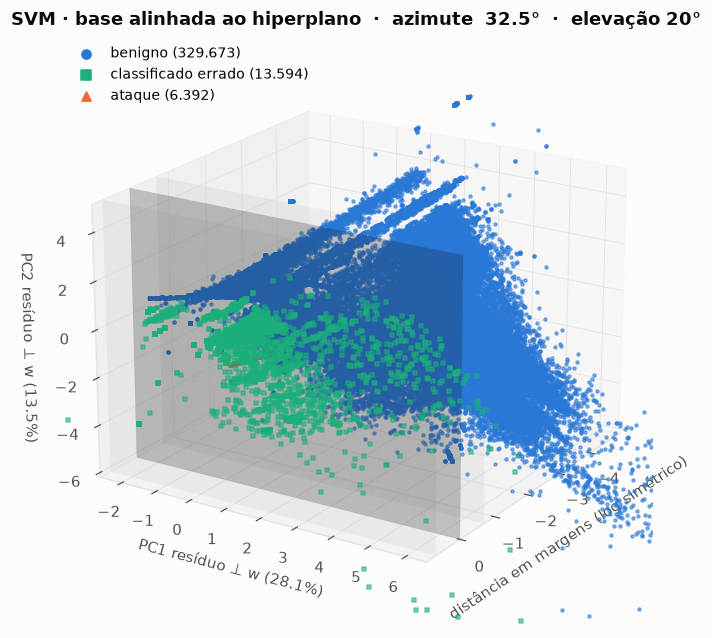 SVM · base alinhada ao hiperplano · azimute 32.5° · elevação 20°
benigno (329.673)
classificado errado (13.594)
ataque (6.392)
PC2 resíduo ⊥ w (13.5%)
4
2
0
−2
−4
−6
−2
−1
0
1
2
3
4
5
6
PC1 resíduo ⊥ w (28.1%)
0
−1
−2
−3
−4
distância em margens (log simétrico)